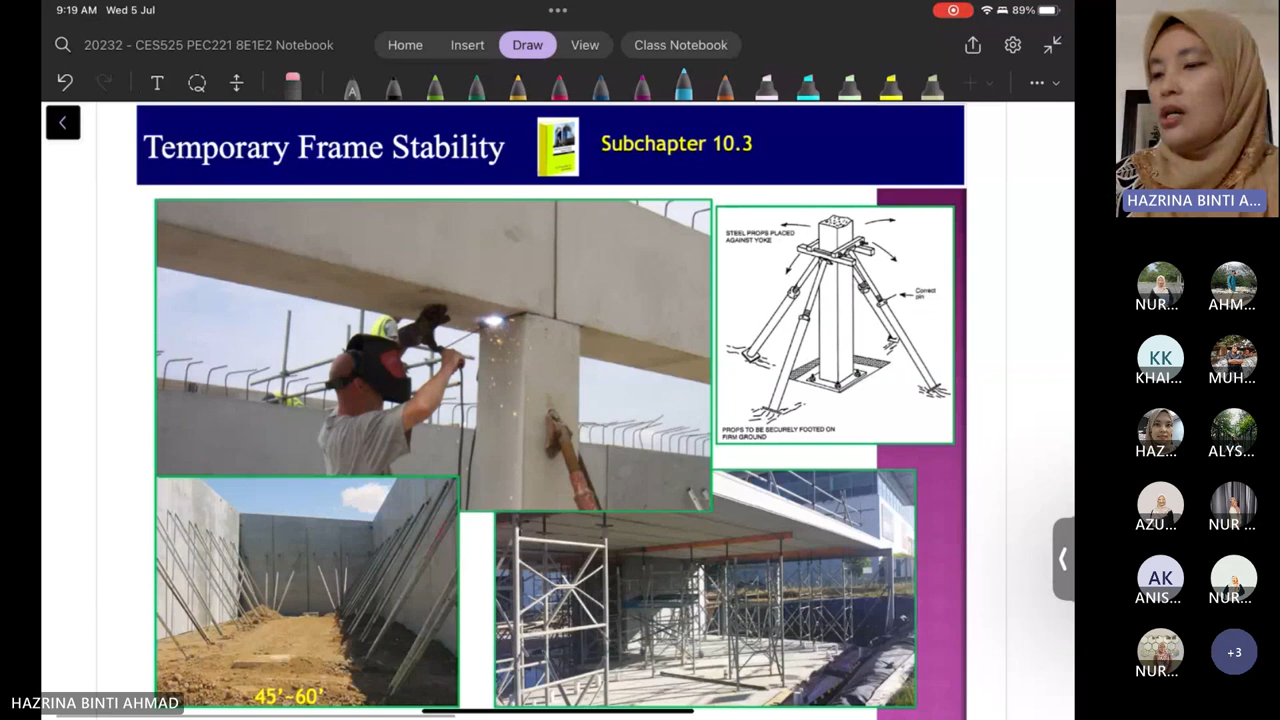 9:19 AM Wed 5 Jul
89%
20232 - CES525 PEC221 8E1E2 Notebook
Home
Insert
Draw
View
Class Notebook
Temporary Frame Stability
Subchapter 10.3
STEEL PROPS PLACED
AGAINST YOKE
Correct
pin
PROPS TO BE SECURELY FOOTED ON
FIRM GROUND
45'-60'
HAZRINA BINTI AHMAD
HAZRINA BINTI A...
NUR...
AHM...
KK
KHAI...
MUH...
HAZ...
ALYS...
AZU...
NUR ...
AK
ANIS...
NUR...
NUR...
+3